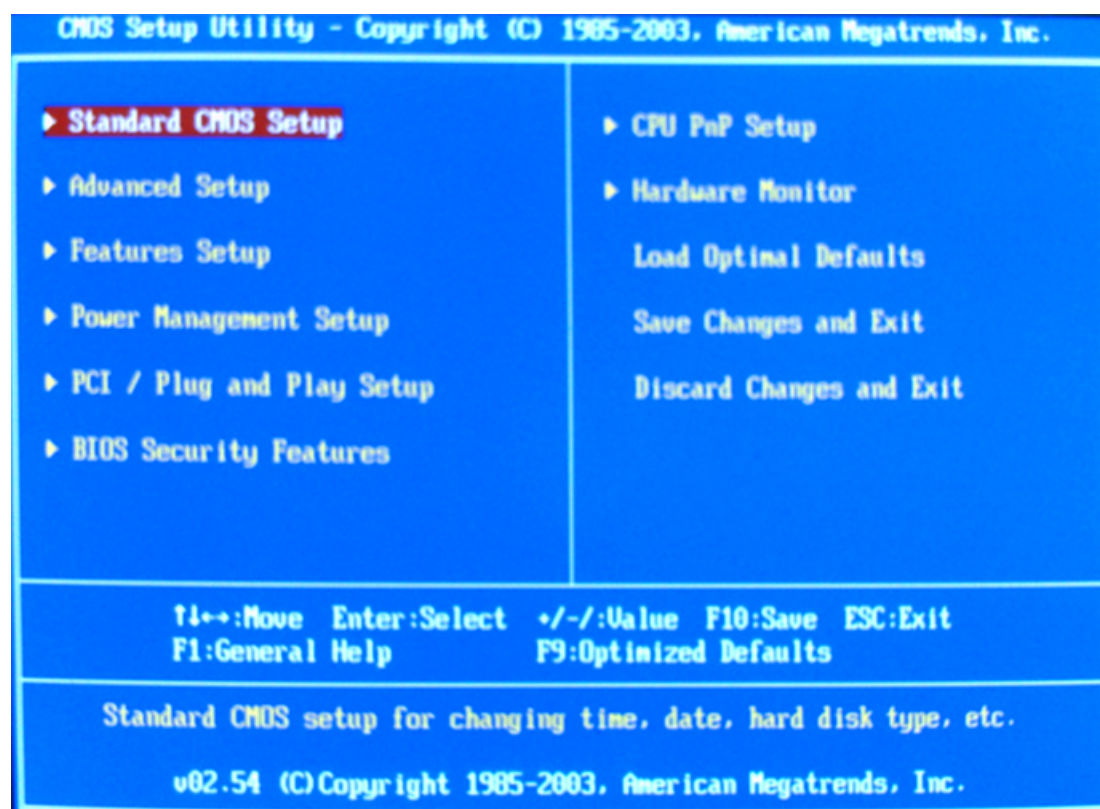 CMOS Setup Utility - Copyright (C) 1985-2003, American Megatrends, Inc.
Standard CMOS Setup
Advanced Setup
Features Setup
Power Management Setup
PCI / Plug and Play Setup
BIOS Security Features
CPU PnP Setup
Hardware Monitor
Load Optimal Defaults
Save Changes and Exit
Discard Changes and Exit
↑↓←→:Move Enter:Select +/-/:Value F10:Save ESC:Exit
F1:General Help F9:Optimized Defaults
Standard CMOS setup for changing time, date, hard disk type, etc.
v02.54 (C)Copyright 1985-2003, American Megatrends, Inc.